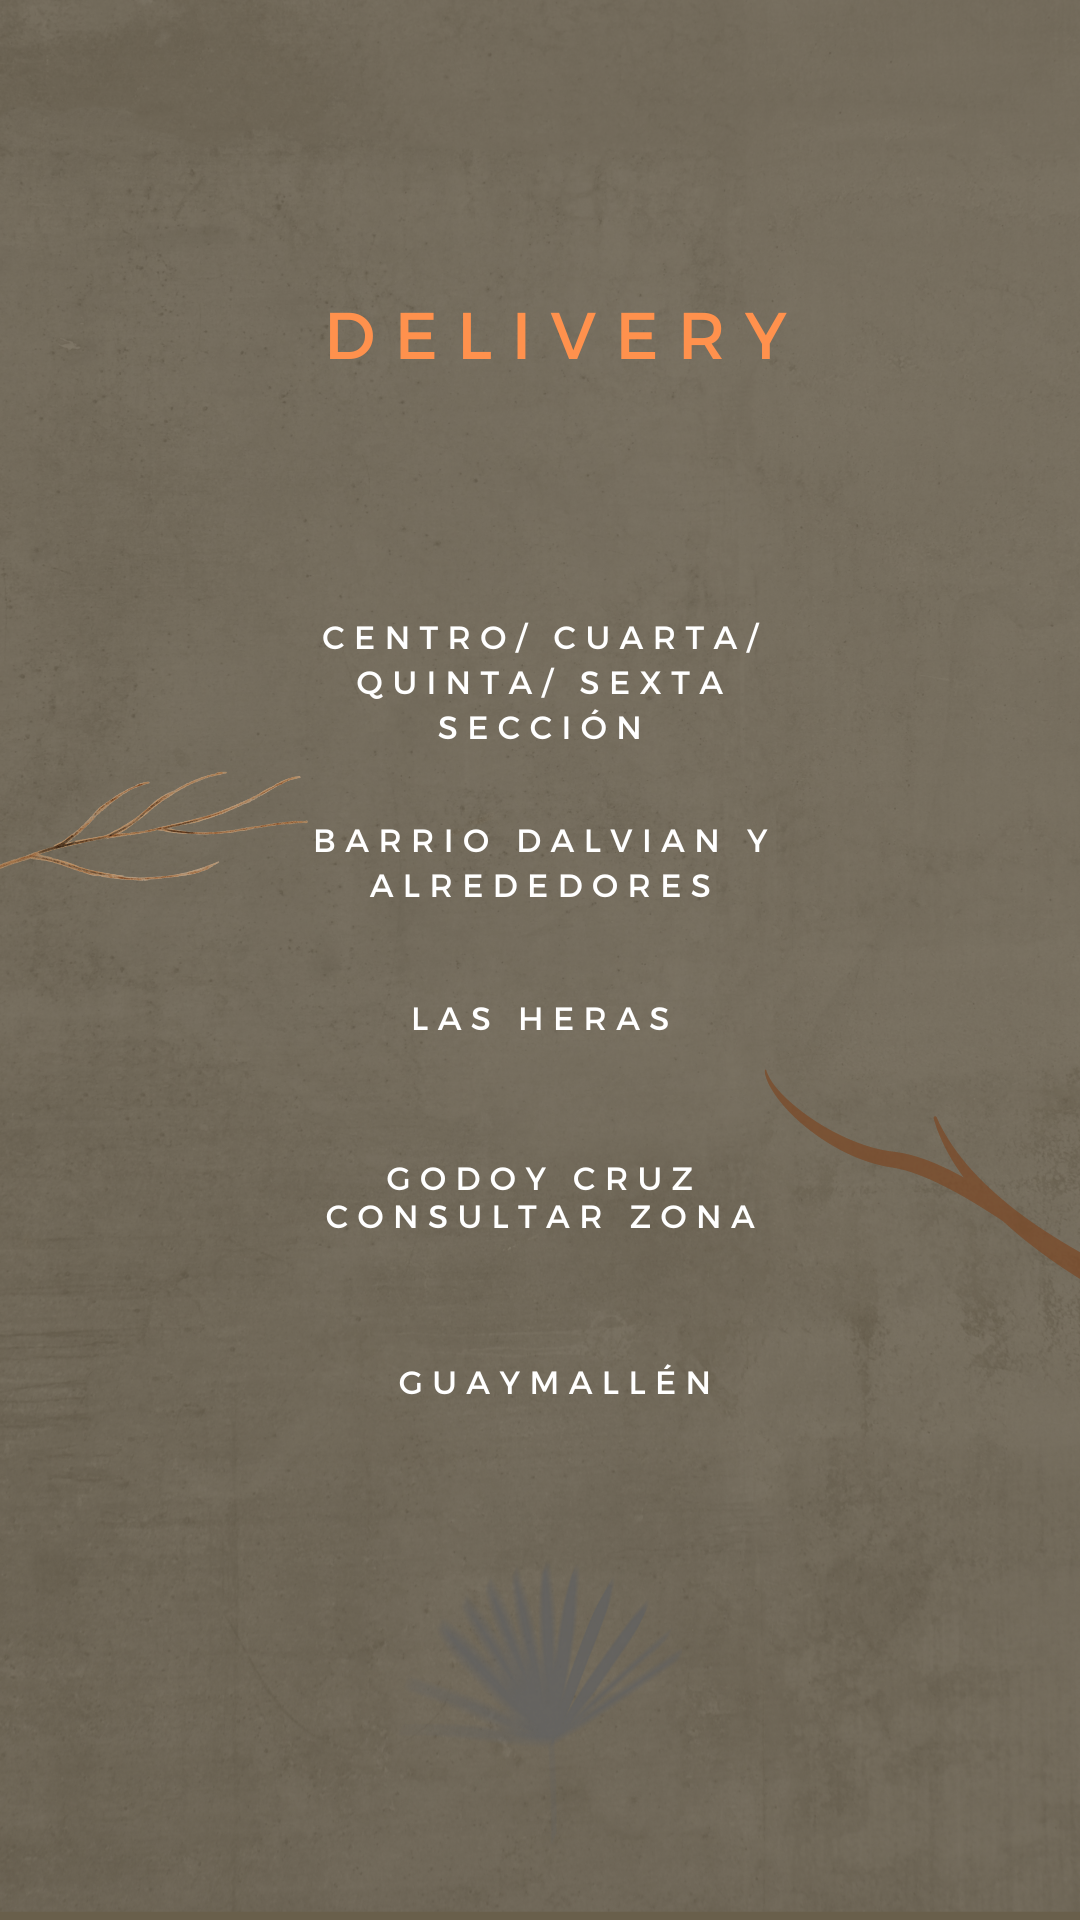 DELIVERY
CENTRO/ CUARTA/
QUINTA/ SEXTA
SECCIÓN
BARRIO DALVIAN Y
ALREDEDORES
LAS HERAS
GODOY CRUZ
CONSULTAR ZONA
GUAYMALLÉN